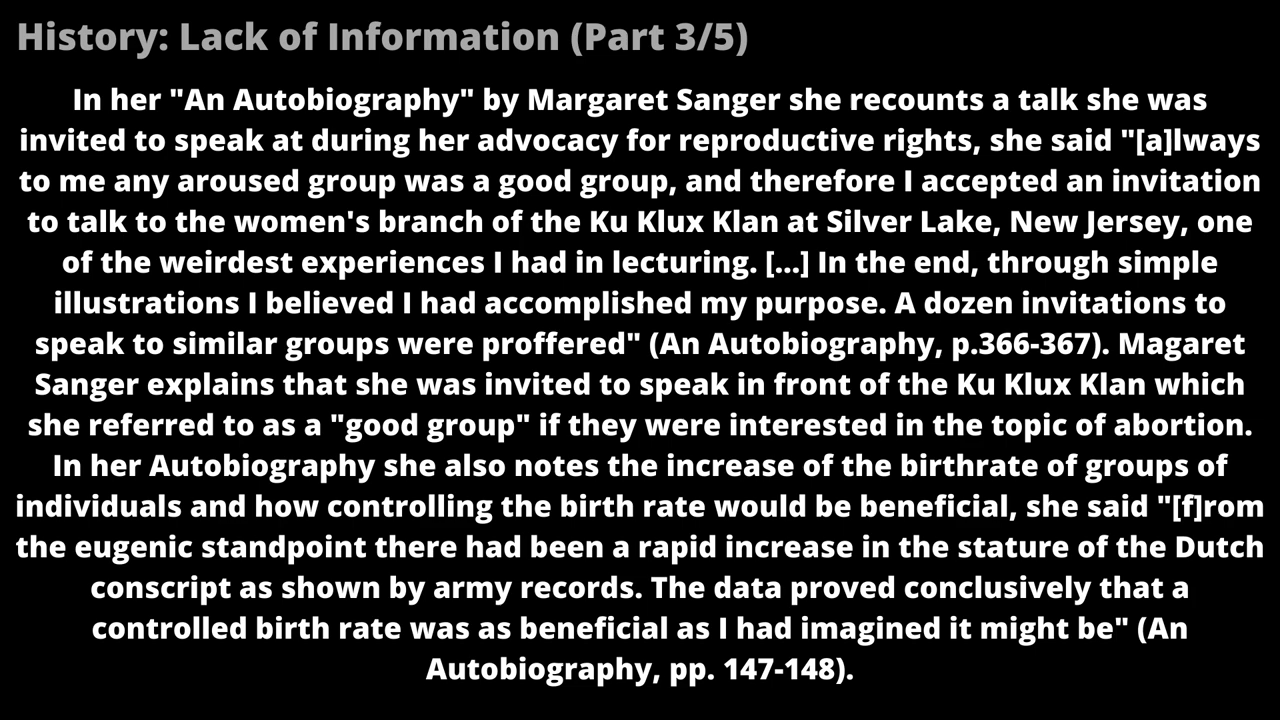 History: Lack of Information (Part 3/5)
In her "An Autobiography" by Margaret Sanger she recounts a talk she was
invited to speak at during her advocacy for reproductive rights, she said "[a]lways
to me any aroused group was a good group, and therefore I accepted an invitation
to talk to the women's branch of the Ku Klux Klan at Silver Lake, New Jersey, one
of the weirdest experiences I had in lecturing. [...] In the end, through simple
illustrations I believed I had accomplished my purpose. A dozen invitations to
speak to similar groups were proffered" (An Autobiography, p.366-367). Magaret
Sanger explains that she was invited to speak in front of the Ku Klux Klan which
she referred to as a "good group" if they were interested in the topic of abortion.
In her Autobiography she also notes the increase of the birthrate of groups of
individuals and how controlling the birth rate would be beneficial, she said "[f]rom
the eugenic standpoint there had been a rapid increase in the stature of the Dutch
conscript as shown by army records. The data proved conclusively that a
controlled birth rate was as beneficial as I had imagined it might be" (An
Autobiography, pp. 147-148).